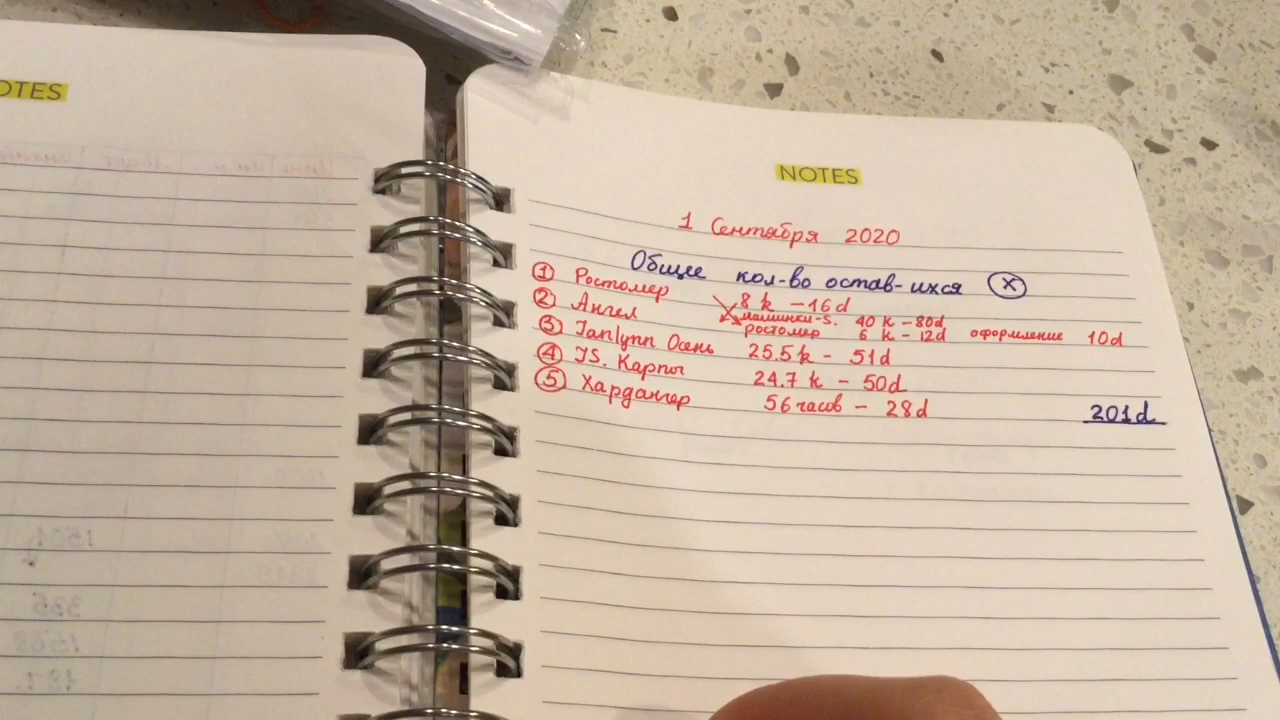 OTES
NOTES
1 Сентября 2020
Общее кол-во остав-ихся X
1 Ростомер 8 k - 16d
2 Ангел машинки-S. 40 k - 80d
ростомер 6 k - 12d оформление 10d
3 Janlynn Осень 25.5k - 51d
4 JS. Карпы 24.7 k - 50d
5 Хардангер 56 часов - 28d
201d